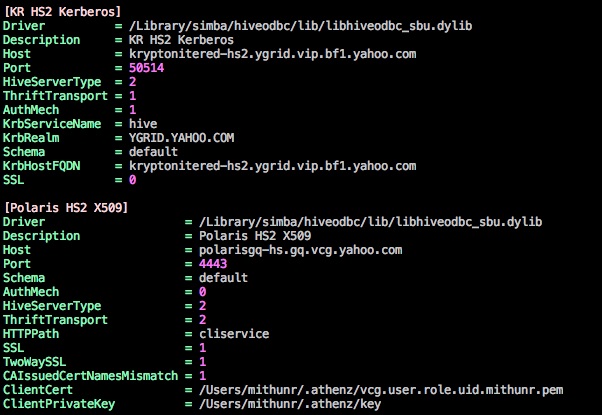 [KR HS2 Kerberos]
Driver = /Library/simba/hiveodbc/lib/libhiveodbc_sbu.dylib
Description = KR HS2 Kerberos
Host = kryptonitered-hs2.ygrid.vip.bf1.yahoo.com
Port = 50514
HiveServerType = 2
ThriftTransport = 1
AuthMech = 1
KrbServiceName = hive
KrbRealm = YGRID.YAHOO.COM
Schema = default
KrbHostFQDN = kryptonitered-hs2.ygrid.vip.bf1.yahoo.com
SSL = 0
[Polaris HS2 X509]
Driver = /Library/simba/hiveodbc/lib/libhiveodbc_sbu.dylib
Description = Polaris HS2 X509
Host = polarisgq-hs.gq.vcg.yahoo.com
Port = 4443
Schema = default
AuthMech = 0
HiveServerType = 2
ThriftTransport = 2
HTTPPath = cliservice
SSL = 1
TwoWaySSL = 1
CAIssuedCertNamesMismatch = 1
ClientCert = /Users/mithunr/.athenz/vcg.user.role.uid.mithunr.pem
ClientPrivateKey = /Users/mithunr/.athenz/key